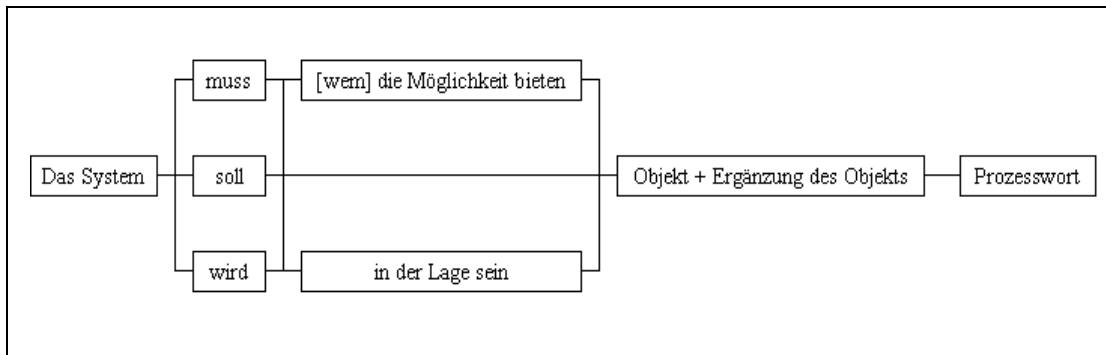 muss
[wem] die Möglichkeit bieten
Das System
soll
Objekt + Ergänzung des Objekts
Prozesswort
wird
in der Lage sein